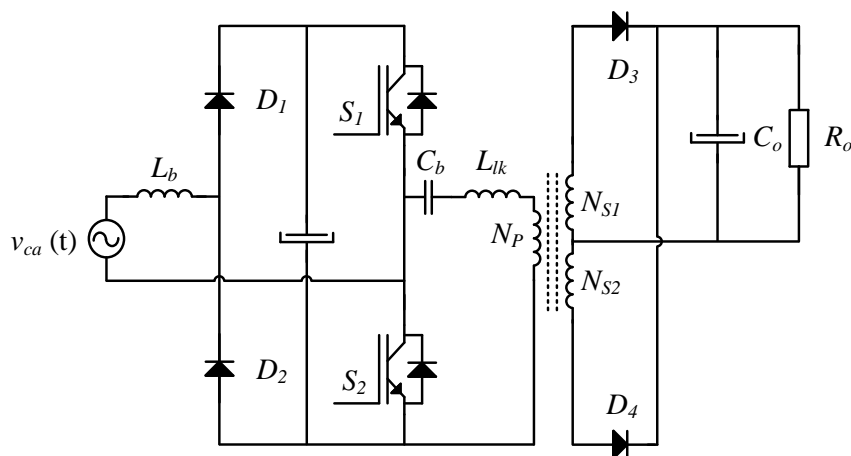 D1
D3
S1
Lb
Cb
Llk
Co
Ro
NS1
vca (t)
NP
NS2
D2
S2
D4